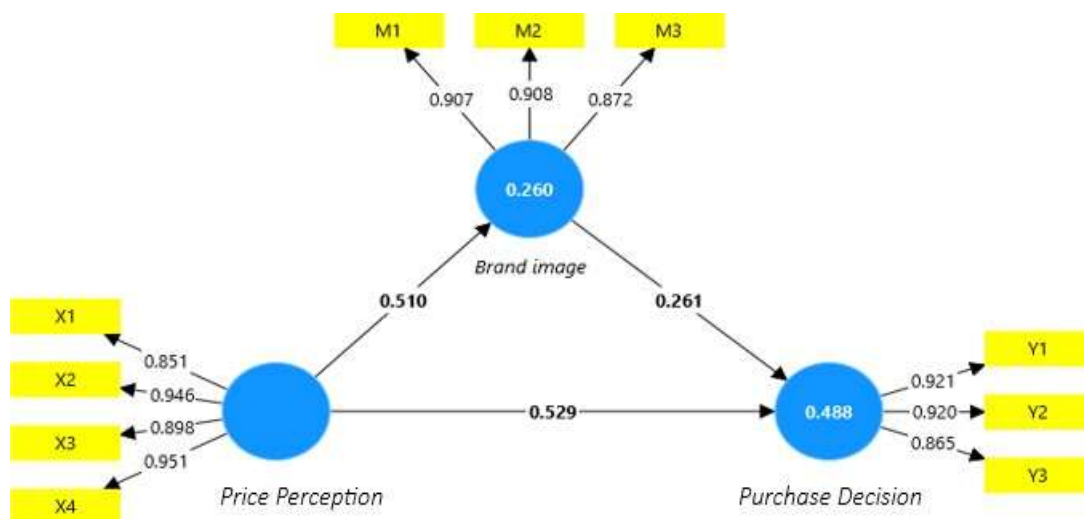 M1 M2 M3
0.907 0.908 0.872
0.260
Brand image
0.510 0.261
X1
0.851
X2
0.946
X3
0.898
X4
0.951
0.529
0.488
Y1
0.921
Y2
0.920
Y3
0.865
Price Perception
Purchase Decision